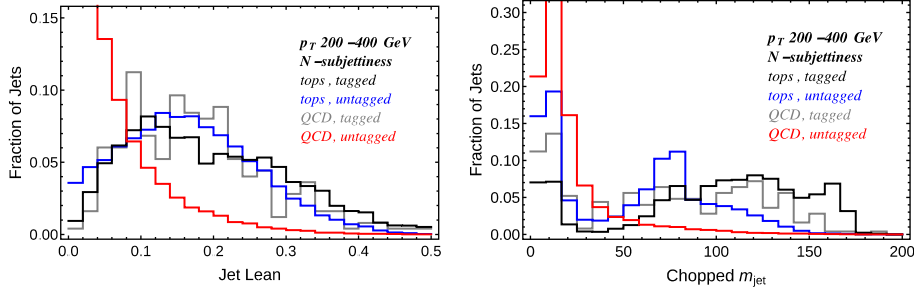 0.15
0.10
0.05
0.00
Fraction of Jets
p_T 200 −400 GeV
N −subjettiness
tops , tagged
tops , untagged
QCD, tagged
QCD, untagged
0.0 0.1 0.2 0.3 0.4 0.5
Jet Lean
0.30
0.25
0.20
0.15
0.10
0.05
0.00
Fraction of Jets
p_T 200 −400 GeV
N −subjettiness
tops , tagged
tops , untagged
QCD, tagged
QCD, untagged
0 50 100 150 200
Chopped m_jet